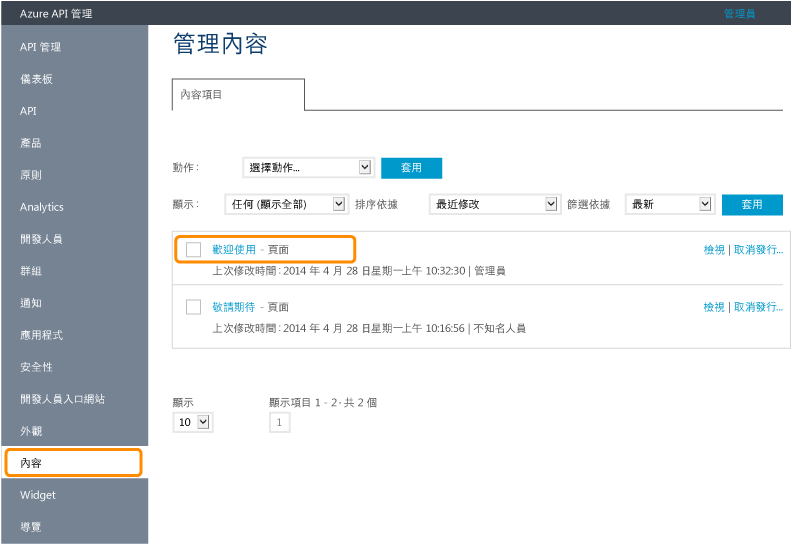 Azure API 管理
管理員
API 管理
儀表板
API
產品
原則
Analytics
開發人員
群組
通知
應用程式
安全性
開發人員入口網站
外觀
內容
Widget
導覽
管理內容
內容項目
動作: 選擇動作... 套用
顯示: 任何 (顯示全部) 排序依據 最近修改 篩選依據 最新 套用
歡迎使用 - 頁面 檢視 | 取消發行...
上次修改時間:2014 年 4 月 28 日星期一上午 10:32:30 | 管理員
敬請期待 - 頁面 檢視 | 取消發行...
上次修改時間:2014 年 4 月 28 日星期一上午 10:16:56 | 不知名人員
顯示 顯示項目 1 - 2,共 2 個
10 1